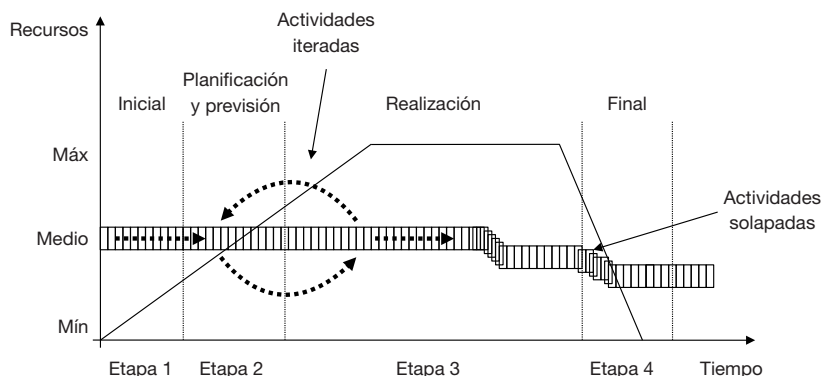 Actividades
iteradas
Recursos
Planificación
y previsión
Inicial
Realización
Final
Máx
Actividades
solapadas
Medio
Mín
Etapa 1
Etapa 2
Etapa 3
Etapa 4
Tiempo